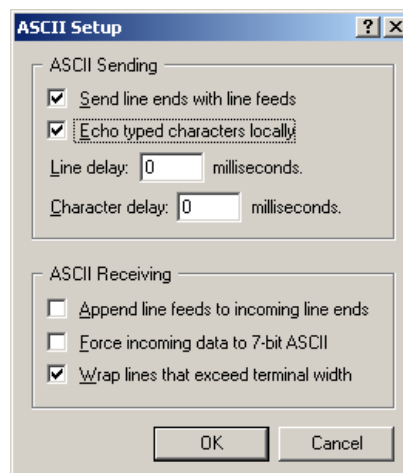 ASCII Setup
ASCII Sending
Send line ends with line feeds
Echo typed characters locally
Line delay: 0 milliseconds.
Character delay: 0 milliseconds.
ASCII Receiving
Append line feeds to incoming line ends
Force incoming data to 7-bit ASCII
Wrap lines that exceed terminal width
OK Cancel